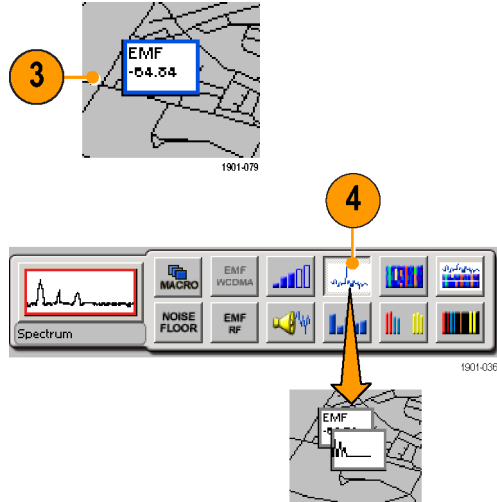 3
EMF
-64.64
1901-079
4
MACRO
EMF
WCDMA
NOISE
FLOOR
EMF
RF
Spectrum
1901-036
EMF